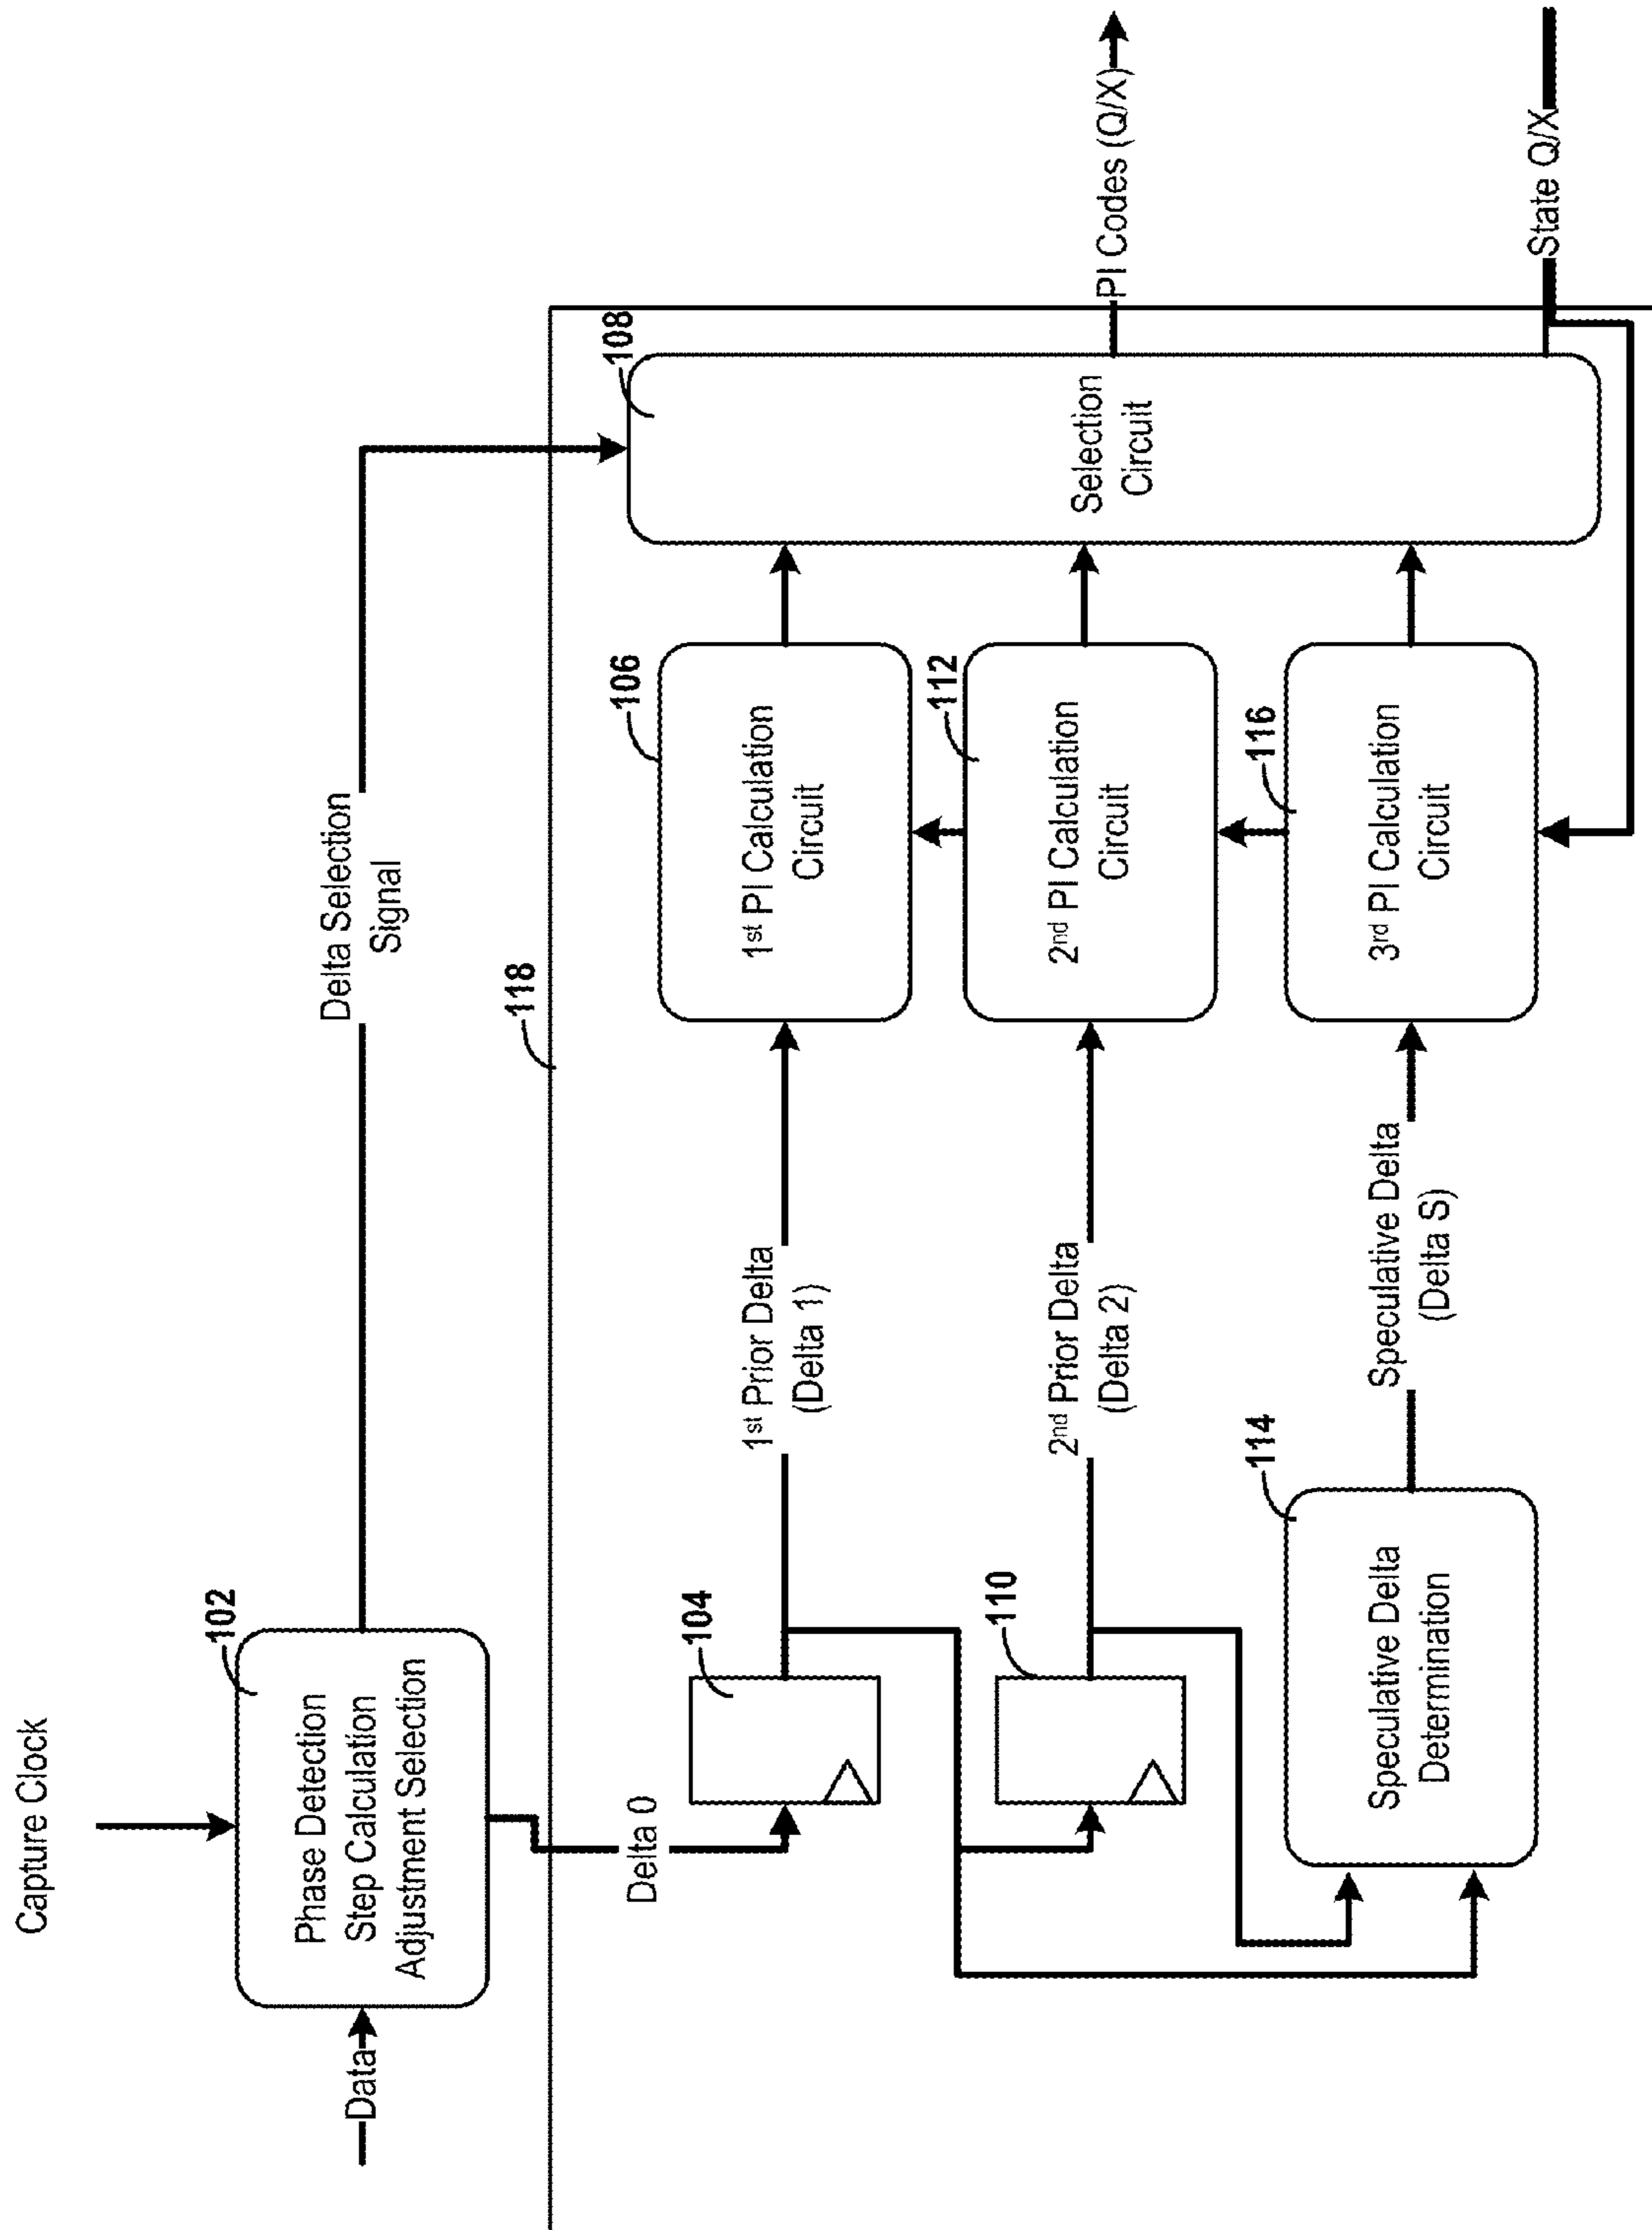 Capture Clock
Data
102
Phase Detection
Step Calculation
Adjustment Selection
Delta Selection
Signal
118
Delta 0
104
1st Prior Delta
(Delta 1)
106
1st PI Calculation
Circuit
108
Selection
Circuit
PI Codes (Q/X)
110
2nd Prior Delta
(Delta 2)
112
2nd PI Calculation
Circuit
114
Speculative Delta
Determination
Speculative Delta
(Delta S)
116
3rd PI Calculation
Circuit
State Q/X